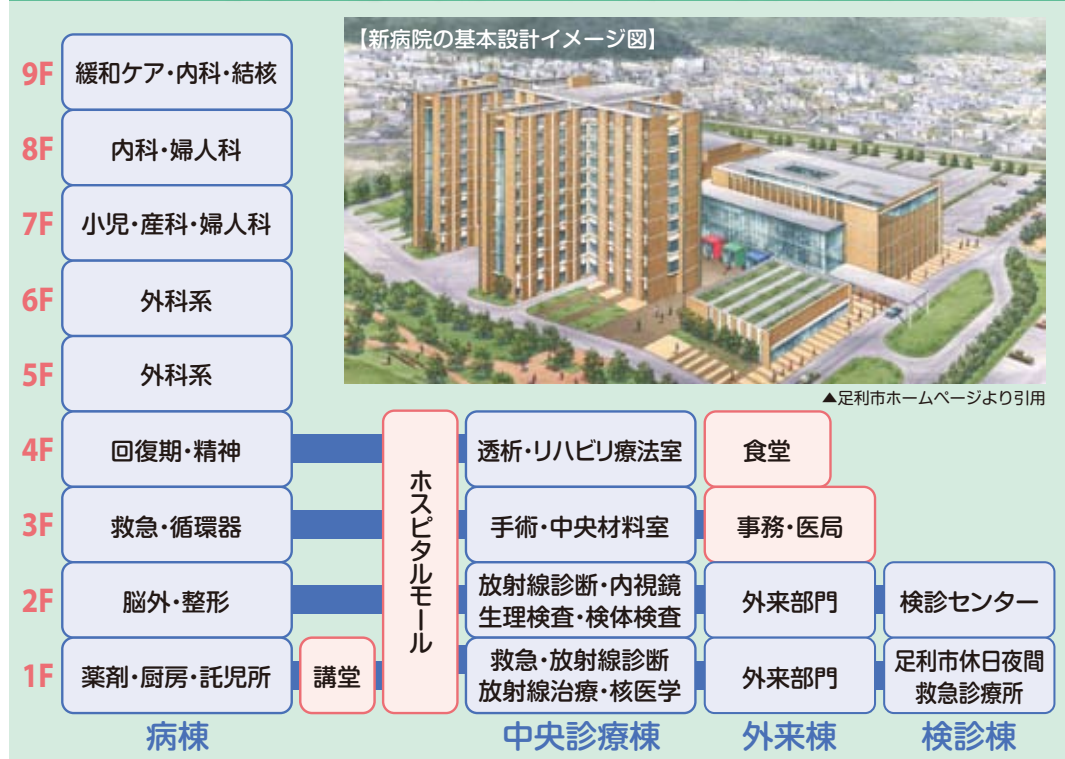 【新病院の基本設計イメージ図】
▲足利市ホームページより引用
9F 緩和ケア・内科・結核
8F 内科・婦人科
7F 小児・産科・婦人科
6F 外科系
5F 外科系
4F 回復期・精神 透析・リハビリ療法室 食堂
ホスピタルモール
3F 救急・循環器 手術・中央材料室 事務・医局
2F 脳外・整形 放射線診断・内視鏡 外来部門 検診センター
生理検査・検体検査
1F 薬剤・厨房・託児所 講堂 救急・放射線診断 外来部門 足利市休日夜間
放射線治療・核医学 救急診療所
病棟 中央診療棟 外来棟 検診棟